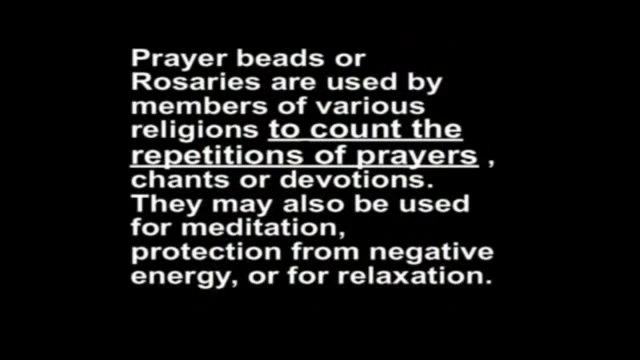 Prayer beads or
Rosaries are used by
members of various
religions to count the
repetitions of prayers ,
chants or devotions.
They may also be used
for meditation,
protection from negative
energy, or for relaxation.